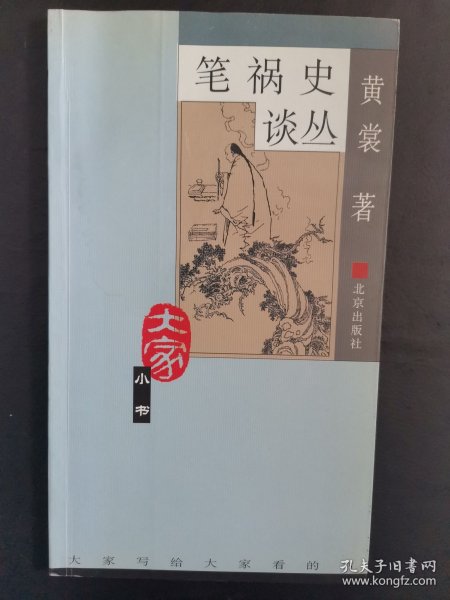 笔祸史
谈丛
黄裳 著
北京出版社
大家
小书
大家写给大家看的
孔夫子旧书网
www.kongfz.com